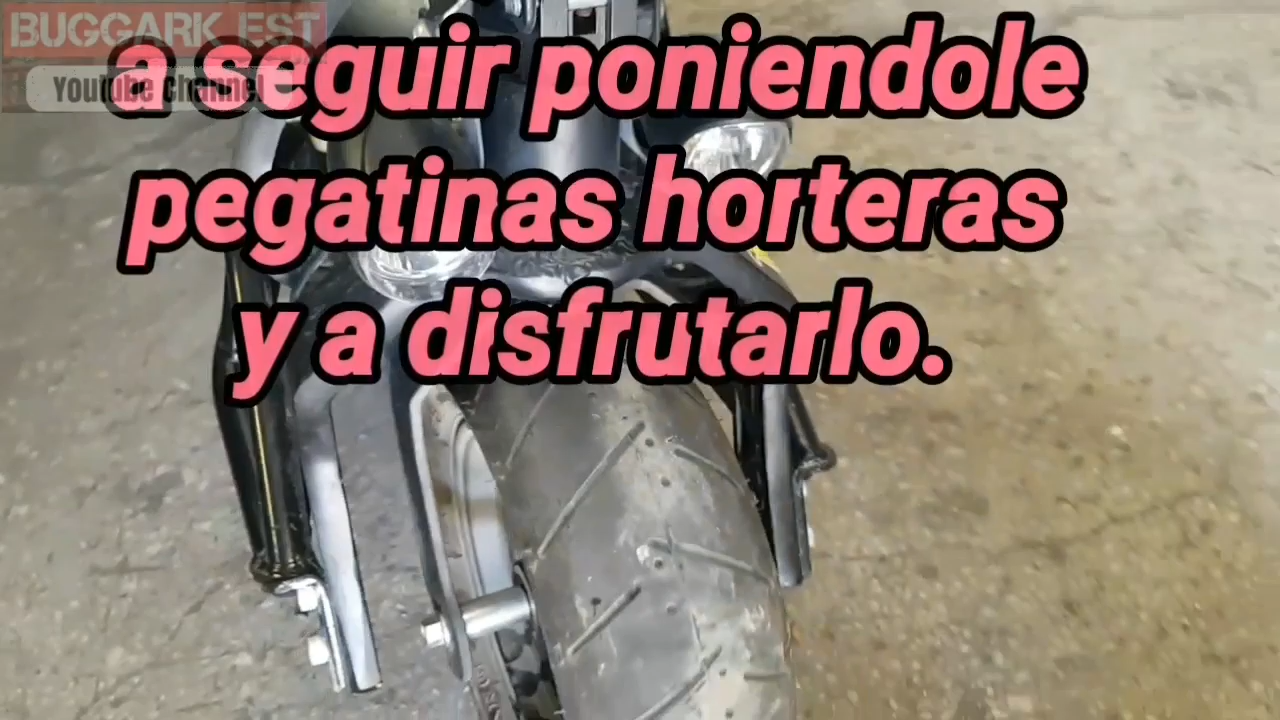 BUGGARK EST
Youtube Channel
a seguir poniendole
pegatinas horteras
y a disfrutarlo.